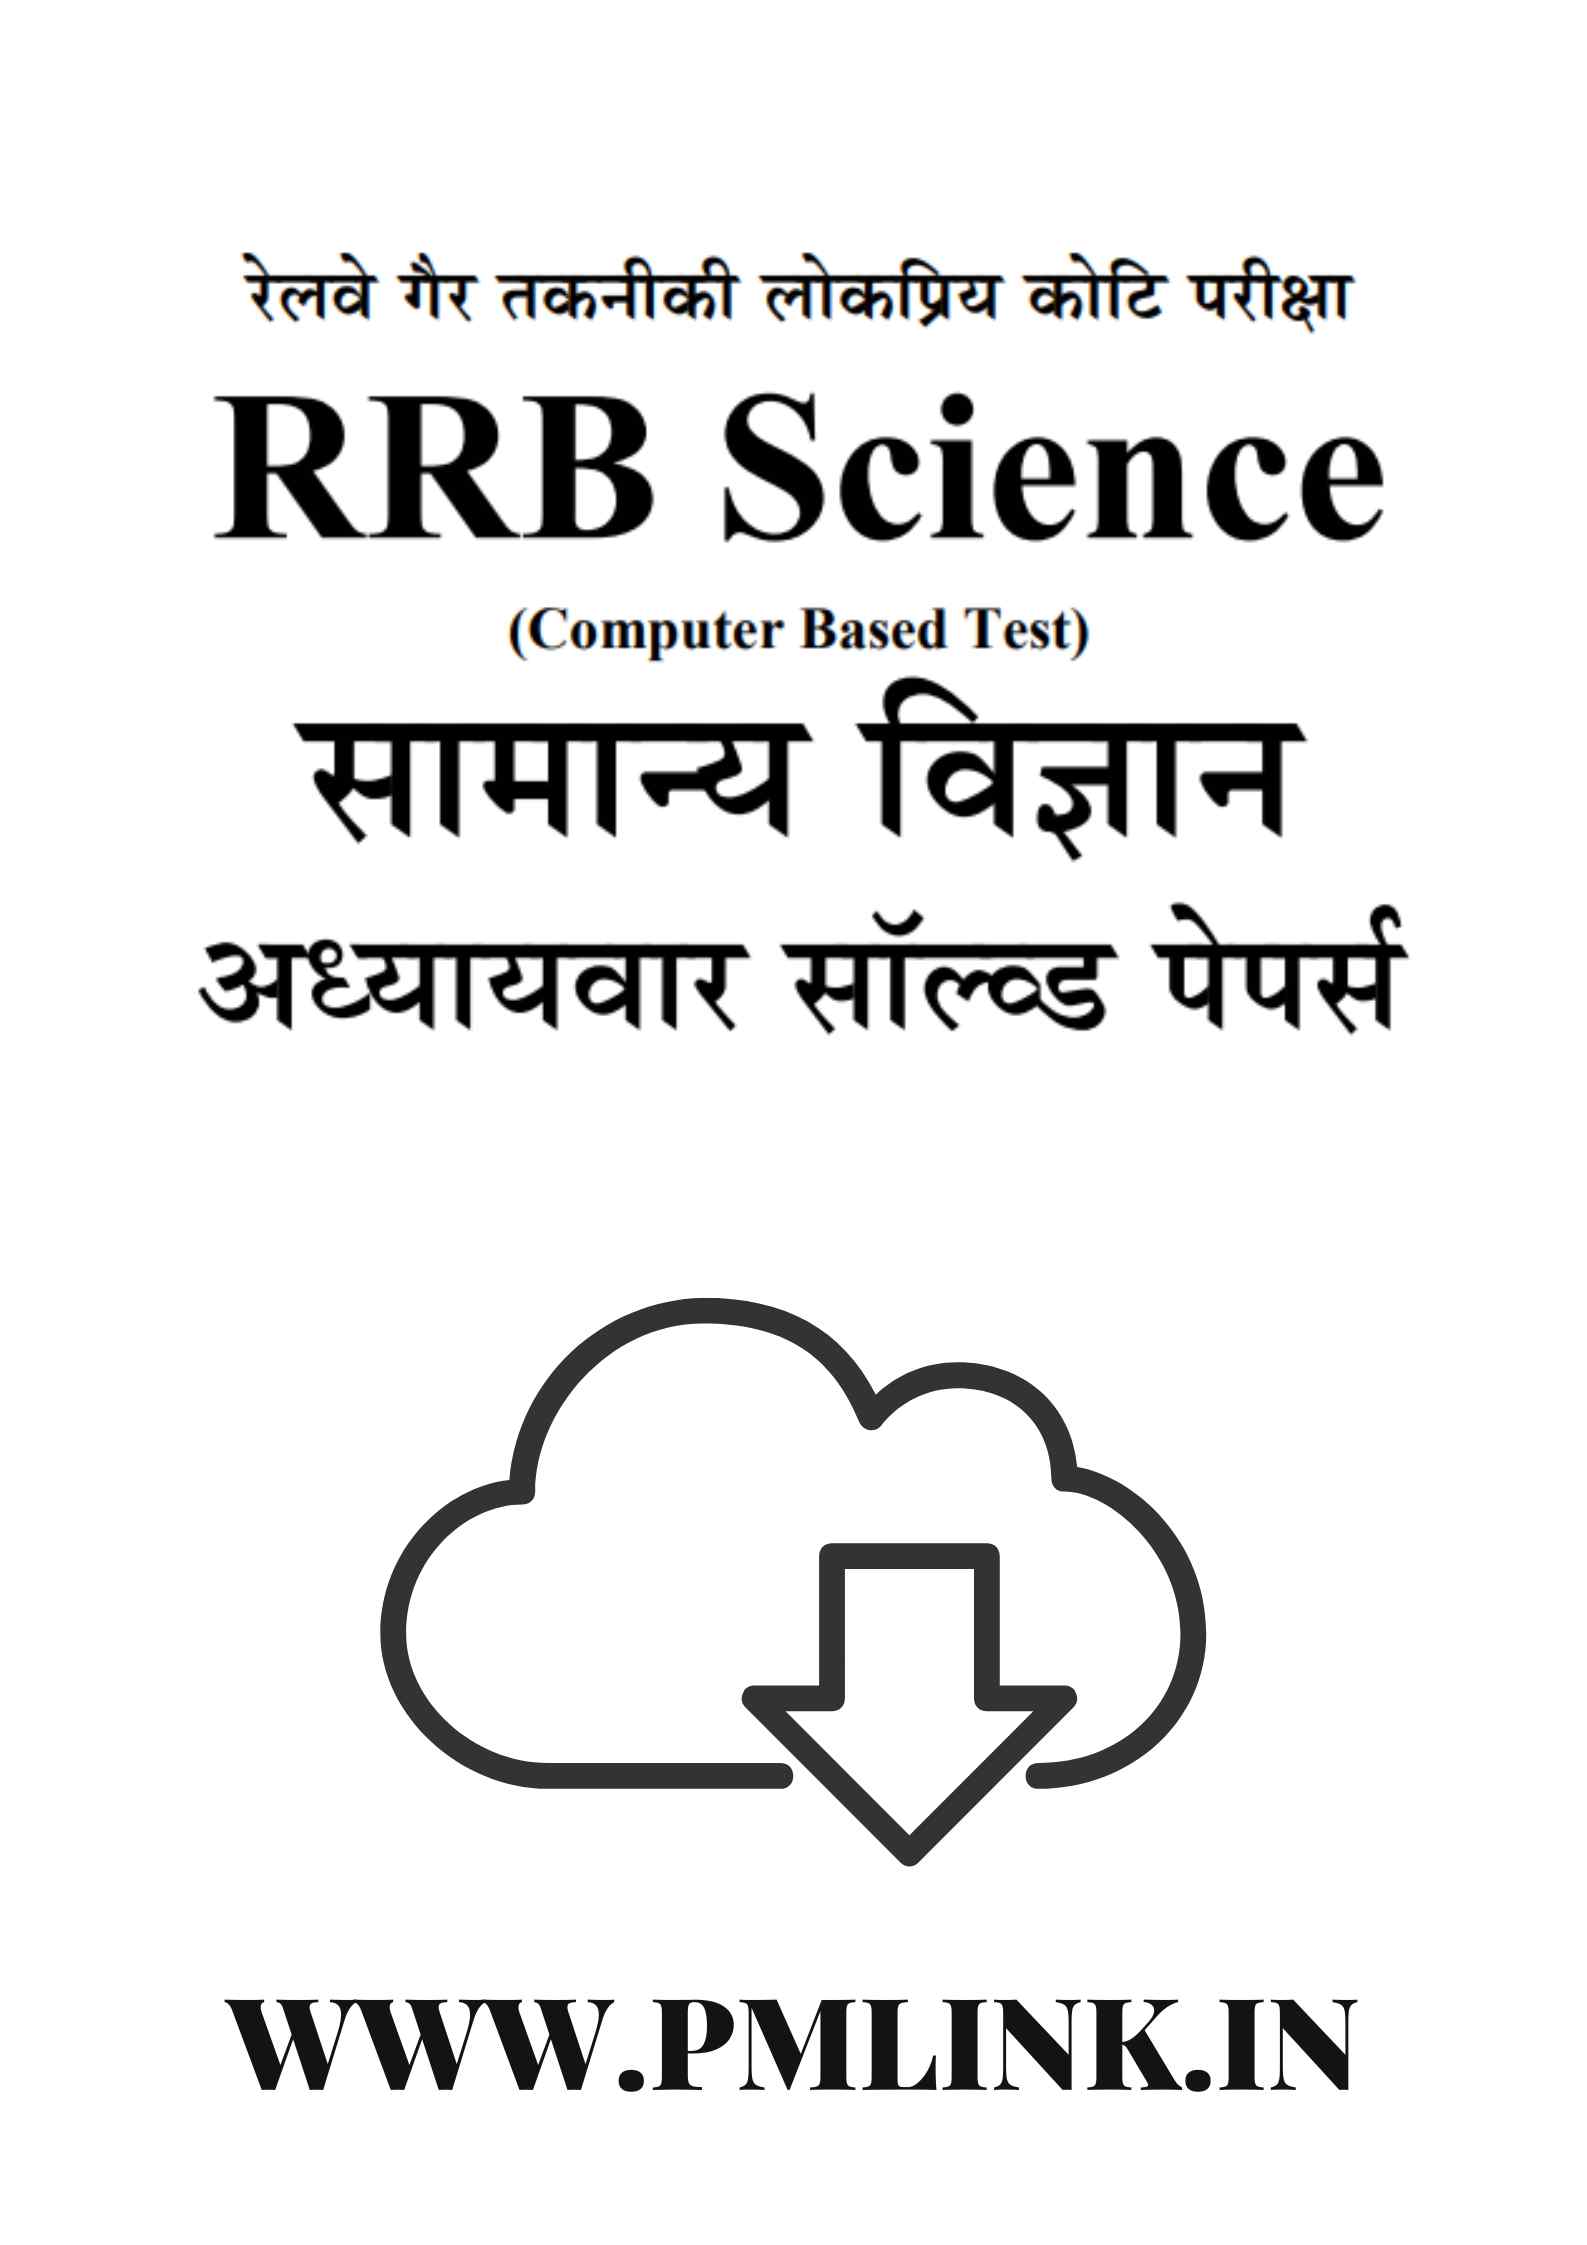 रेलवे गैर तकनीकी लोकप्रिय कोटि परीक्षा
RRB Science
(Computer Based Test)
सामान्य विज्ञान
अध्यायवार सॉल्व्ड पेपर्स
WWW.PMLINK.IN